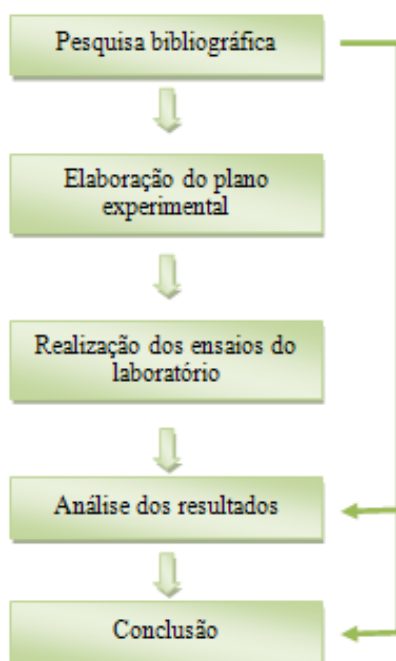 Pesquisa bibliográfica
Elaboração do plano
experimental
Realização dos ensaios do
laboratório
Análise dos resultados
Conclusão